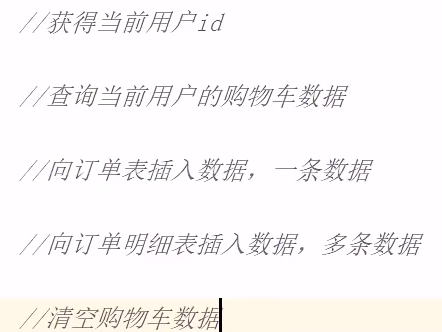 //获得当前用户id
//查询当前用户的购物车数据
//向订单表插入数据，一条数据
//向订单明细表插入数据，多条数据
//清空购物车数据